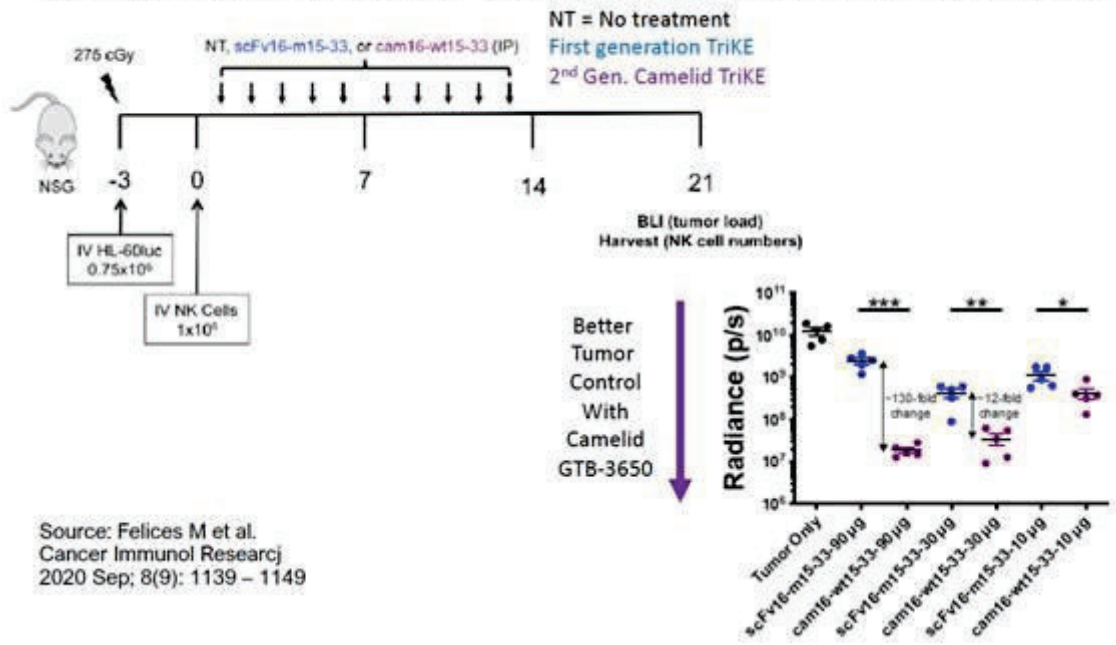 NT = No treatment
First generation TriKE
2nd Gen. Camelid TriKE
NT, scFv16-m15-33, or cam16-wt15-33 (IP)
275 cGy
NSG
-3
0
7
14
21
IV HL-60luc
0.75x10⁶
IV NK Cells
1x10⁶
BLI (tumor load)
Harvest (NK cell numbers)
Better
Tumor
Control
With
Camelid
GTB-3650
Radiance (p/s)
10¹¹
10¹⁰
10⁹
10⁸
10⁷
10⁶
***
**
*
~130-fold
change
~12-fold
change
Tumor Only
scFv16-m15-33-90 µg
cam16-wt15-33-90 µg
scFv16-m15-33-30 µg
cam16-wt15-33-30 µg
scFv16-m15-33-10 µg
cam16-wt15-33-10 µg
Source: Felices M et al.
Cancer Immunol Researcj
2020 Sep; 8(9): 1139 – 1149